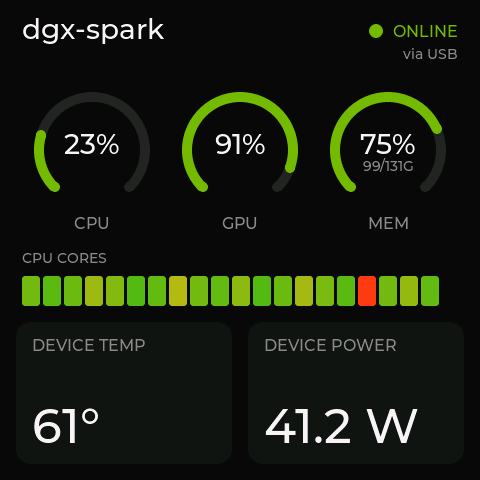 dgx-spark
ONLINE
via USB
23%
91%
75%
99/131G
CPU
GPU
MEM
CPU CORES
DEVICE TEMP
DEVICE POWER
61°
41.2 W